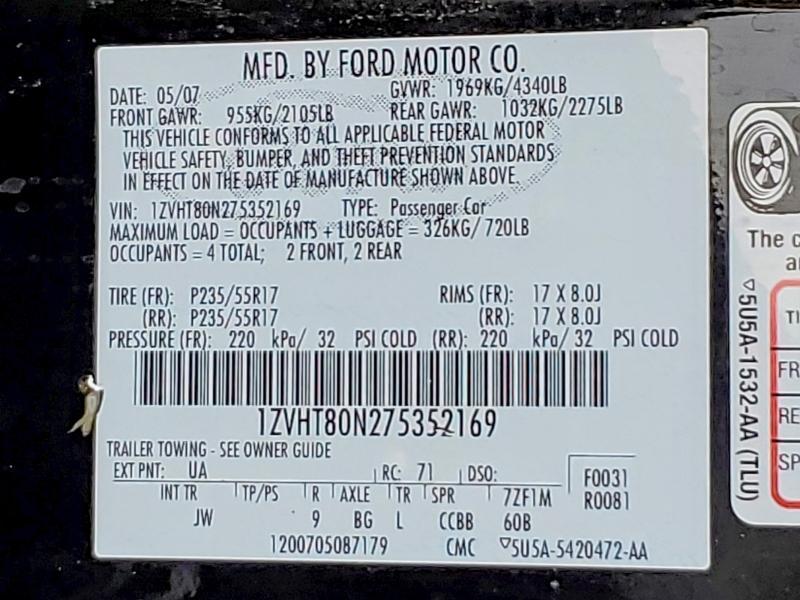 MFD. BY FORD MOTOR CO.
DATE: 05/07 GVWR: 1969KG/4340LB
FRONT GAWR: 955KG/2105LB REAR GAWR: 1032KG/2275LB
THIS VEHICLE CONFORMS TO ALL APPLICABLE FEDERAL MOTOR
VEHICLE SAFETY, BUMPER, AND THEFT PREVENTION STANDARDS
IN EFFECT ON THE DATE OF MANUFACTURE SHOWN ABOVE.
VIN: 1ZVHT80N275352169 TYPE: Passenger Car
MAXIMUM LOAD = OCCUPANTS + LUGGAGE = 326KG/ 720LB
OCCUPANTS = 4 TOTAL; 2 FRONT, 2 REAR
TIRE (FR): P235/55R17 RIMS (FR): 17 X 8.0J
(RR): P235/55R17 (RR): 17 X 8.0J
PRESSURE (FR): 220 kPa/ 32 PSI COLD (RR): 220 kPa/ 32 PSI COLD
1ZVHT80N275352169
TRAILER TOWING - SEE OWNER GUIDE
EXT PNT: UA RC: 71 DSO: F0031
R0081
INT TR TP/PS R AXLE TR SPR 7ZF1M
JW 9 BG L CCBB 60B
1200705087179 CMC ▽5U5A-5420472-AA
The c
a
▽5U5A-1532-AA (TLU)
TI
FR
RE
SP